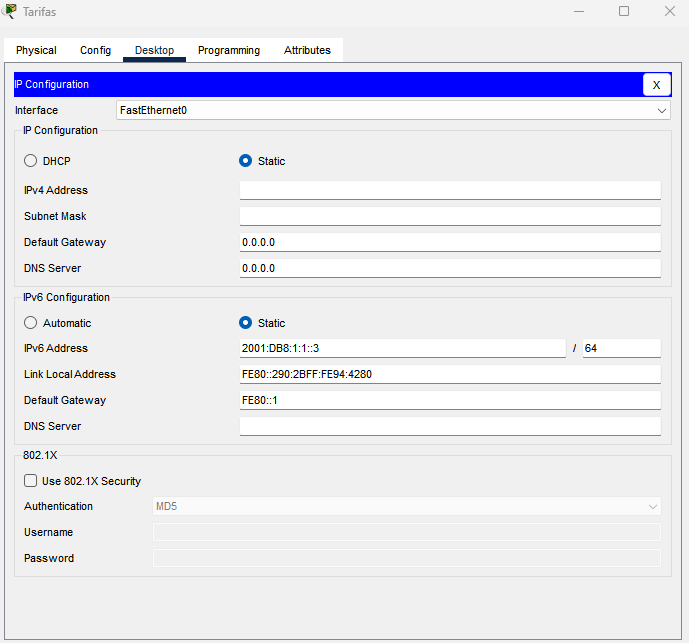 Tarifas
Physical Config Desktop Programming Attributes
IP Configuration X
Interface FastEthernet0
IP Configuration
DHCP Static
IPv4 Address
Subnet Mask
Default Gateway 0.0.0.0
DNS Server 0.0.0.0
IPv6 Configuration
Automatic Static
IPv6 Address 2001:DB8:1:1::3 / 64
Link Local Address FE80::290:2BFF:FE94:4280
Default Gateway FE80::1
DNS Server
802.1X
Use 802.1X Security
Authentication MD5
Username
Password